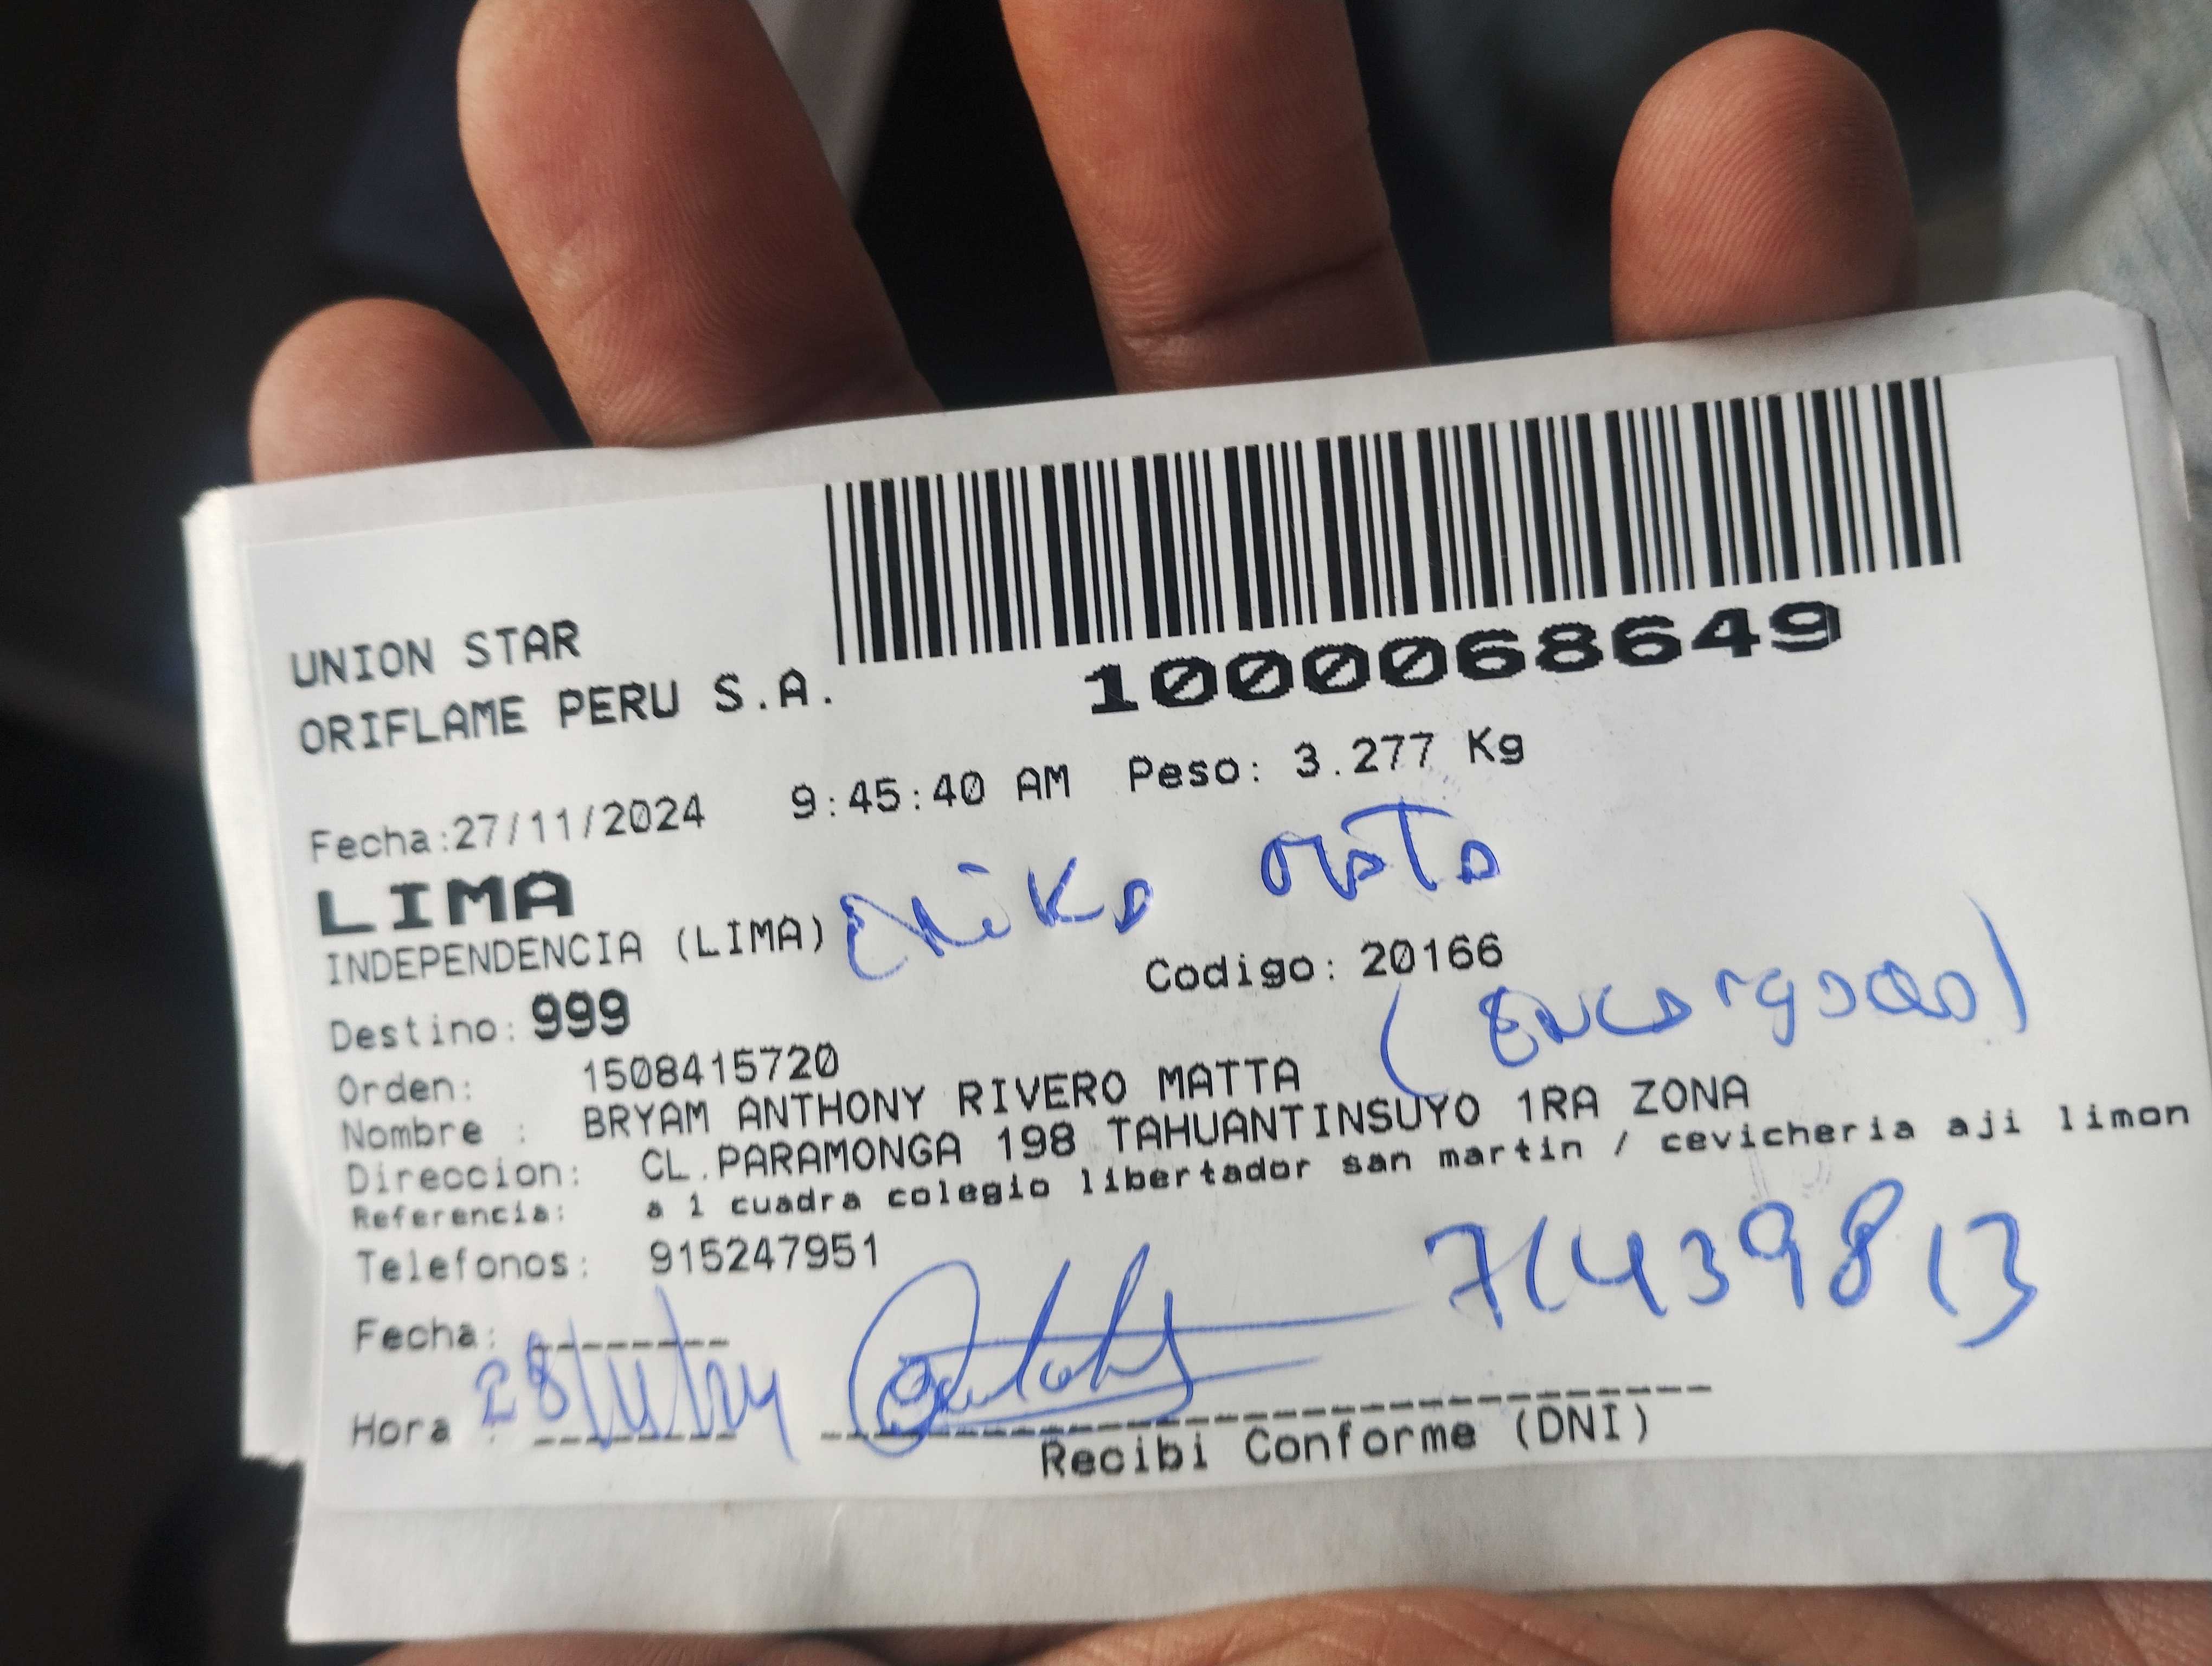 UNION STAR
ORIFLAME PERU S.A.
1000068649
Fecha:27/11/2024 9:45:40 AM Peso: 3.277 Kg
LIMA
INDEPENDENCIA (LIMA)
Codigo: 20166
(encargado)
Destino: 999
Orden: 1508415720
Nombre : BRYAM ANTHONY RIVERO MATTA
Direccion: CL.PARAMONGA 198 TAHUANTINSUYO 1RA ZONA
Referencia: a 1 cuadra colegio libertador san martin / cevicheria aji limon
Telefonos: 915247951
71439813
Fecha:
28/11/24
Hora :
Recibi Conforme (DNI)